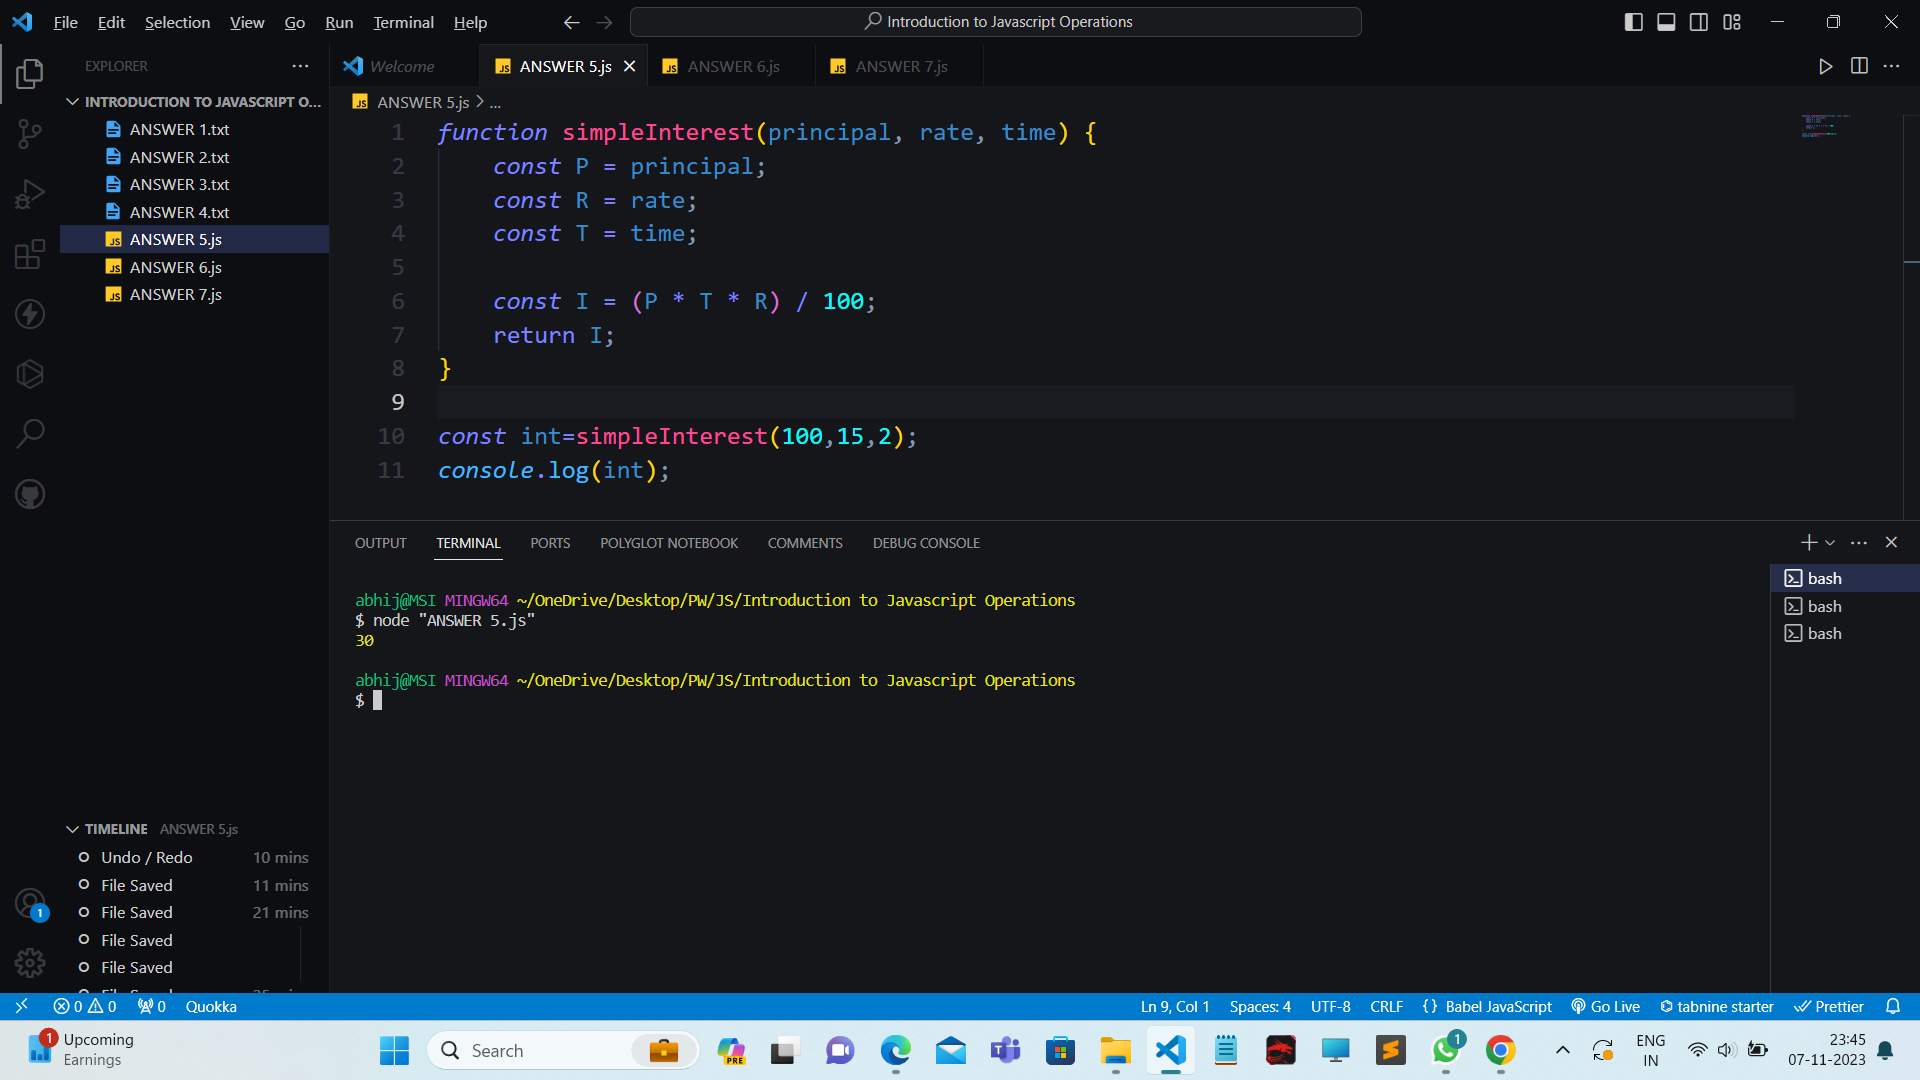 File Edit Selection View Go Run Terminal Help
Introduction to Javascript Operations
EXPLORER
INTRODUCTION TO JAVASCRIPT O...
ANSWER 1.txt
ANSWER 2.txt
ANSWER 3.txt
ANSWER 4.txt
ANSWER 5.js
ANSWER 6.js
ANSWER 7.js
Welcome
ANSWER 5.js
ANSWER 6.js
ANSWER 7.js
ANSWER 5.js > ...
1 function simpleInterest(principal, rate, time) {
2 const P = principal;
3 const R = rate;
4 const T = time;
5
6 const I = (P * T * R) / 100;
7 return I;
8 }
9
10 const int=simpleInterest(100,15,2);
11 console.log(int);
OUTPUT TERMINAL PORTS POLYGLOT NOTEBOOK COMMENTS DEBUG CONSOLE
abhij@MSI MINGW64 ~/OneDrive/Desktop/PW/JS/Introduction to Javascript Operations
$ node "ANSWER 5.js"
30
abhij@MSI MINGW64 ~/OneDrive/Desktop/PW/JS/Introduction to Javascript Operations
$
bash
bash
bash
TIMELINE ANSWER 5.js
Undo / Redo 10 mins
File Saved 11 mins
File Saved 21 mins
File Saved
File Saved
1
0 0 0 Quokka
Ln 9, Col 1 Spaces: 4 UTF-8 CRLF {} Babel JavaScript Go Live tabnine starter Prettier
1
Upcoming
Earnings
Search
PRE
1
ENG
IN
23:45
07-11-2023